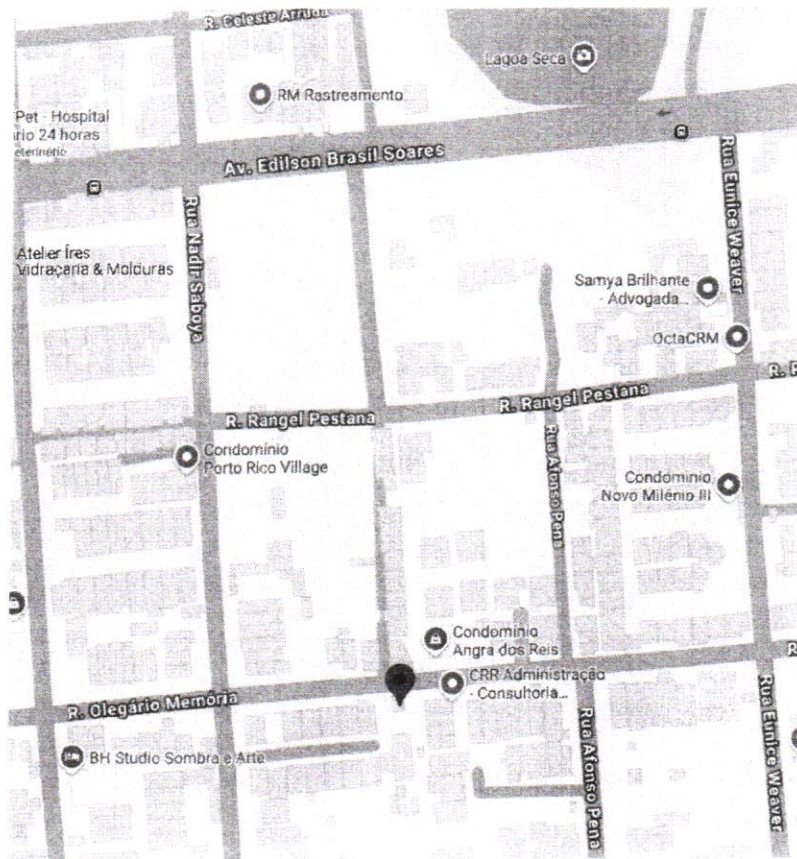 R. Celeste Arruda
Lagoa Seca
RM Rastreamento
Pet - Hospital
rio 24 horas
eterinário
Av. Edilson Brasil Soares
Rua Eunice Weaver
Rua Nadir Saboya
Atelier Íres
Vidraçaria & Molduras
Samya Brilhante
- Advogada...
OctaCRM
R. R
R. Rangel Pestana
R. Rangel Pestana
Condomínio
Porto Rico Village
Rua Afonso Pena
Condominio
Novo Milênio III
Condomínio
Angra dos Reis
CRR Administração
- Consultoria...
R
R. Olegário Memória
BH Studio Sombra e Arte
Rua Afonso Pena
Rua Eunice Weaver